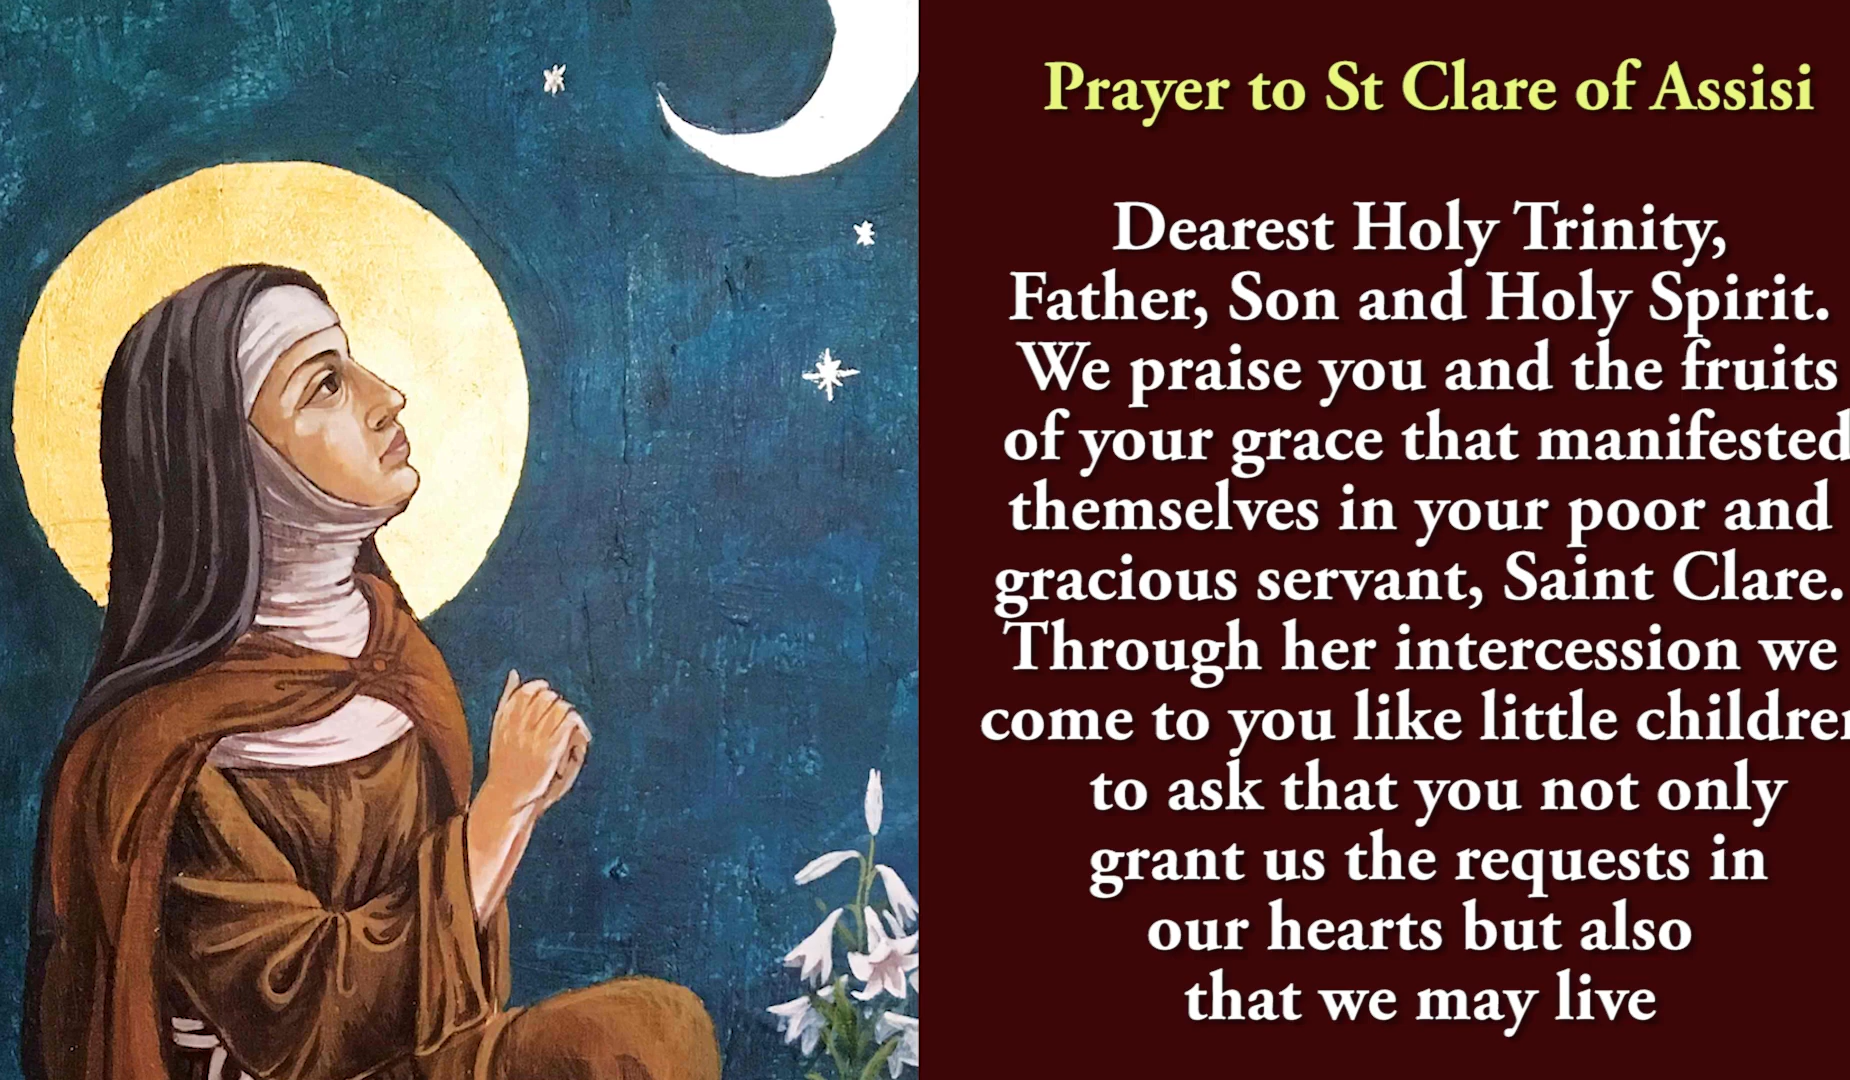 Prayer to St Clare of Assisi
Dearest Holy Trinity,
Father, Son and Holy Spirit.
We praise you and the fruits
of your grace that manifested
themselves in your poor and
gracious servant, Saint Clare.
Through her intercession we
come to you like little children
to ask that you not only
grant us the requests in
our hearts but also
that we may live